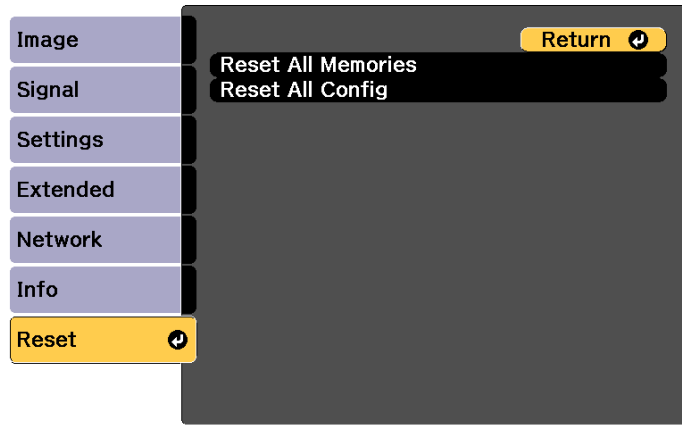 Image
Signal
Settings
Extended
Network
Info
Reset
Return
Reset All Memories
Reset All Config